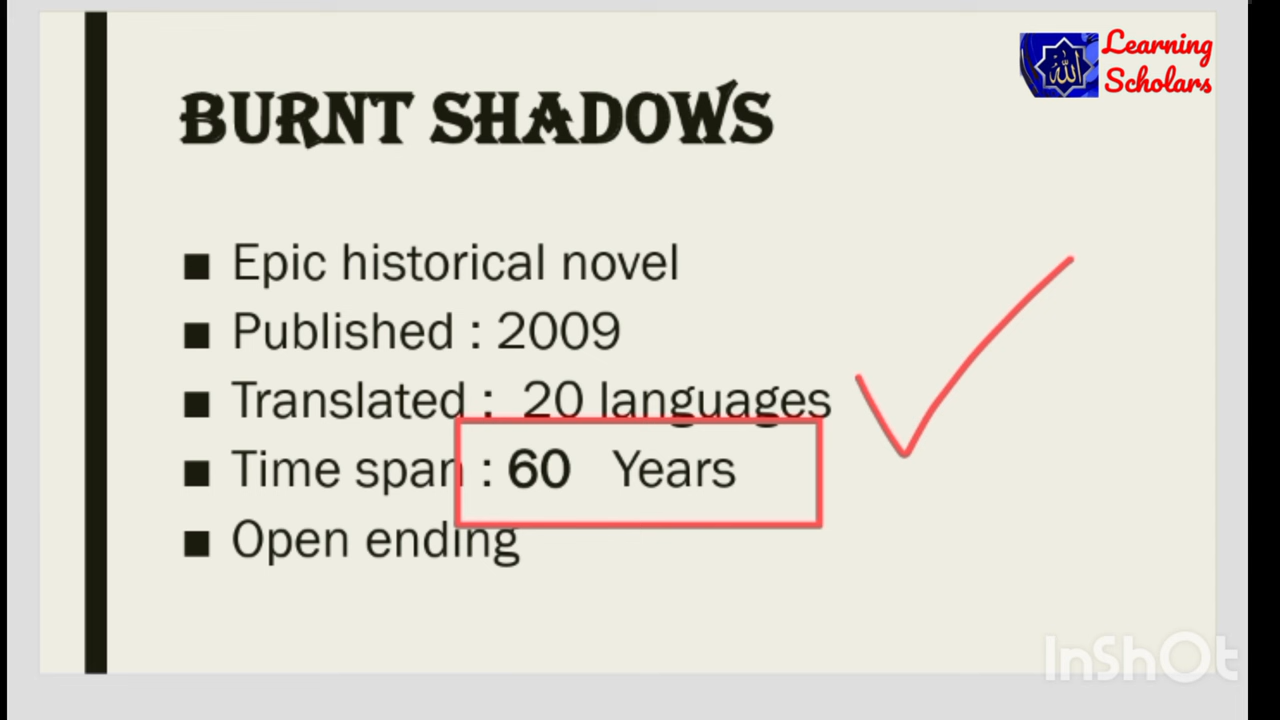 Learning
Scholars
الله
BURNT SHADOWS
■ Epic historical novel
■ Published : 2009
■ Translated : 20 languages
■ Time span : 60 Years
■ Open ending
InShOt